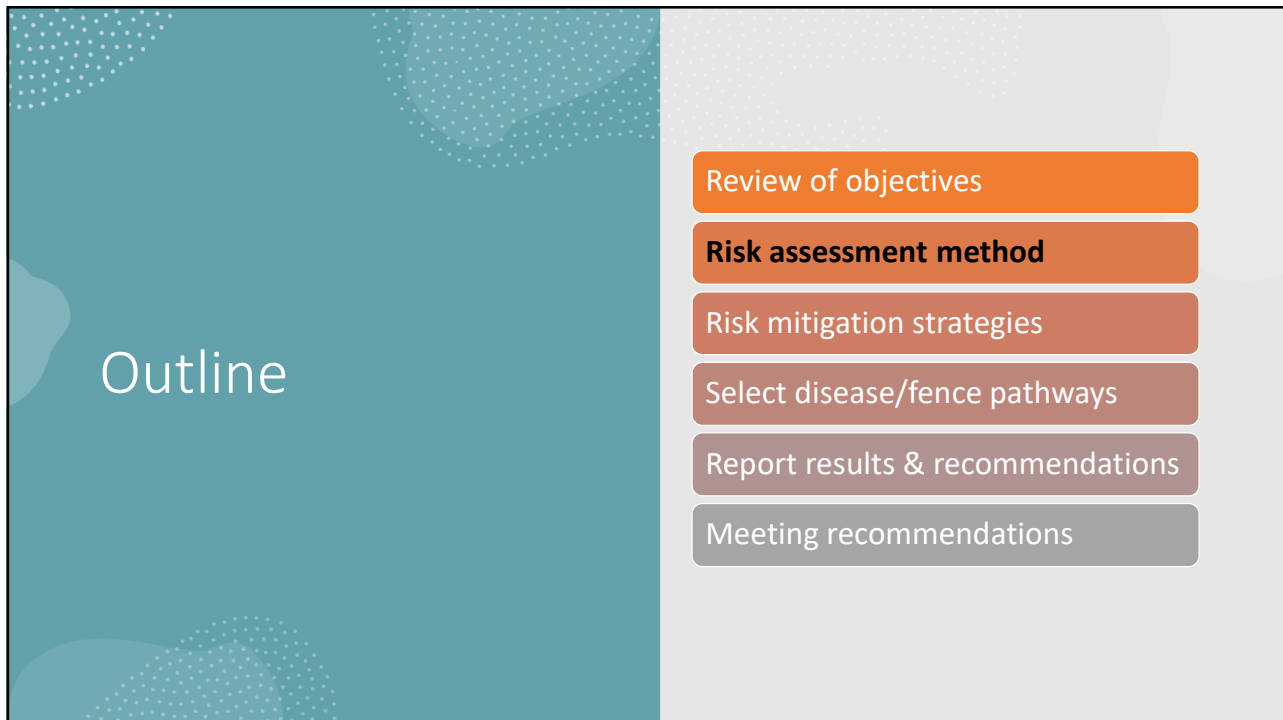 Outline
Review of objectives
Risk assessment method
Risk mitigation strategies
Select disease/fence pathways
Report results & recommendations
Meeting recommendations